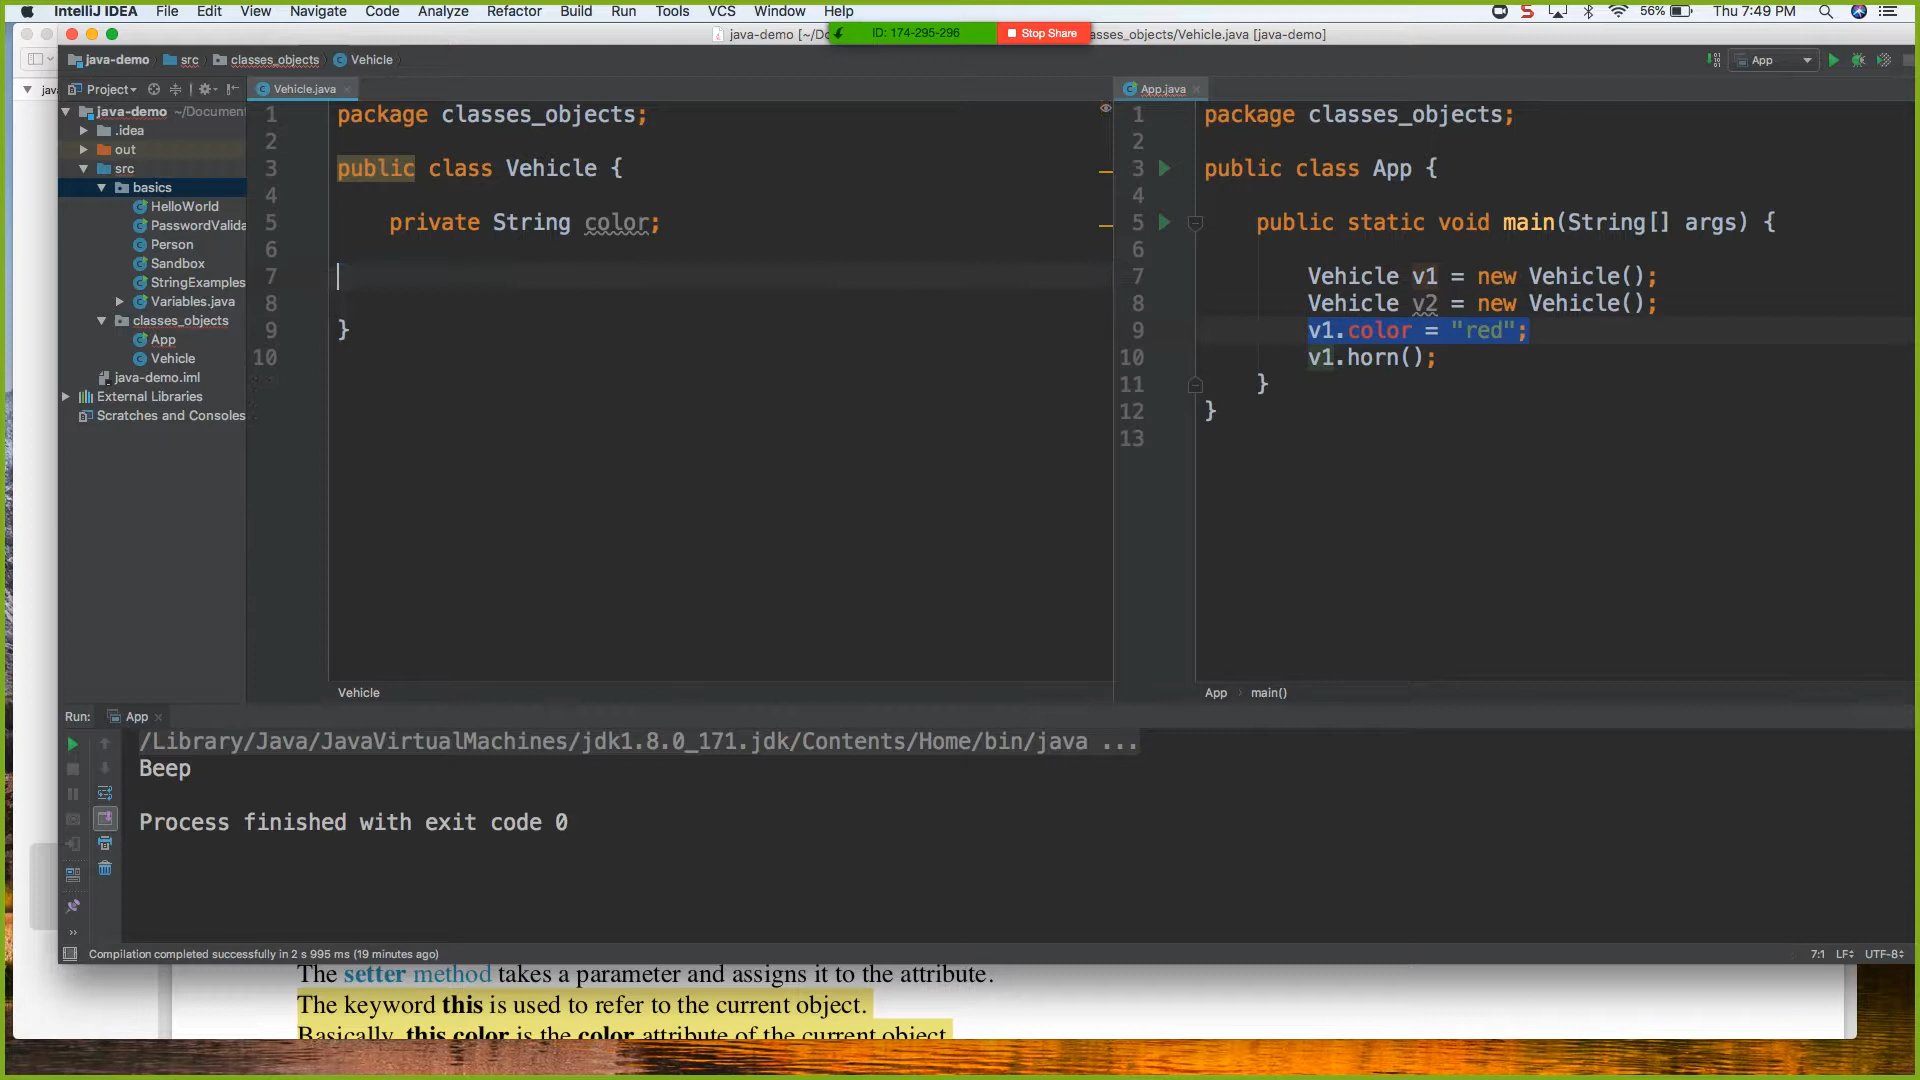 IntelliJ IDEA File Edit View Navigate Code Analyze Refactor Build Run Tools VCS Window Help 56% Thu 7:49 PM
java-demo [~/Do ID: 174-295-296 Stop Share asses_objects/Vehicle.java [java-demo]
java-demo src classes_objects Vehicle App
Project Vehicle.java App.java
java-demo ~/Document
.idea
out
src
basics
HelloWorld
PasswordValida
Person
Sandbox
StringExamples
Variables.java
classes_objects
App
Vehicle
java-demo.iml
External Libraries
Scratches and Consoles
1 package classes_objects;
2
3 public class Vehicle {
4
5 private String color;
6
7
8
9 }
10
Vehicle
1 package classes_objects;
2
3 public class App {
4
5 public static void main(String[] args) {
6
7 Vehicle v1 = new Vehicle();
8 Vehicle v2 = new Vehicle();
9 v1.color = "red";
10 v1.horn();
11 }
12 }
13
App › main()
Run: App
/Library/Java/JavaVirtualMachines/jdk1.8.0_171.jdk/Contents/Home/bin/java ...
Beep
Process finished with exit code 0
Compilation completed successfully in 2 s 995 ms (19 minutes ago) 7:1 LF UTF-8
The setter method takes a parameter and assigns it to the attribute.
The keyword this is used to refer to the current object.
Basically, this.color is the color attribute of the current object